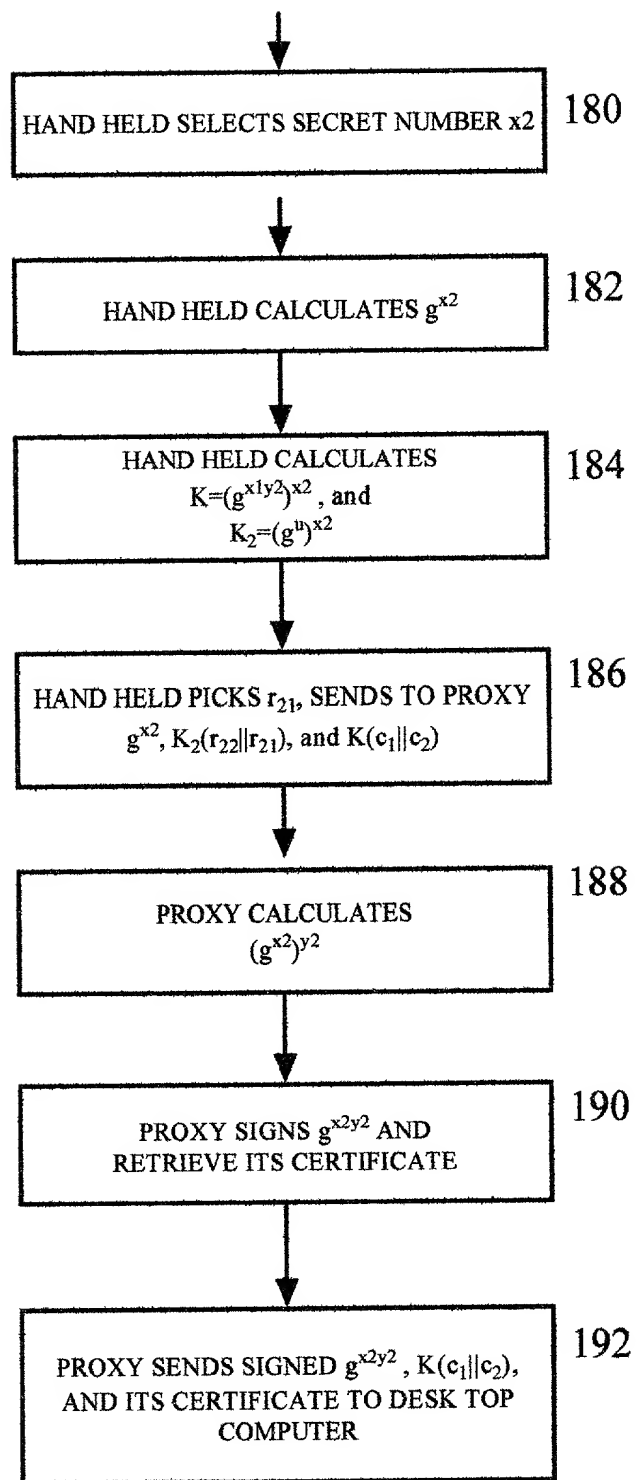 HAND HELD SELECTS SECRET NUMBER x2
180
HAND HELD CALCULATES g^x2
182
HAND HELD CALCULATES
K=(g^x1y2)^x2 , and
K₂=(g^u)^x2
184
HAND HELD PICKS r₂₁, SENDS TO PROXY
g^x2, K₂(r₂₂||r₂₁), and K(c₁||c₂)
186
PROXY CALCULATES
(g^x2)^y2
188
PROXY SIGNS g^x2y2 AND
RETRIEVE ITS CERTIFICATE
190
PROXY SENDS SIGNED g^x2y2 , K(c₁||c₂),
AND ITS CERTIFICATE TO DESK TOP
COMPUTER
192